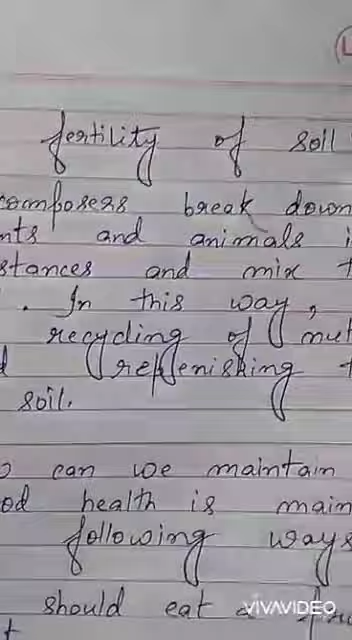 fertility of soil
composers break down
nts and animals i
stances and mix t
. In this way,
recycling of nut
d replenishing t
soil.
o can we maintain
od health is main
following ways
should eat a
VIVAVIDEO